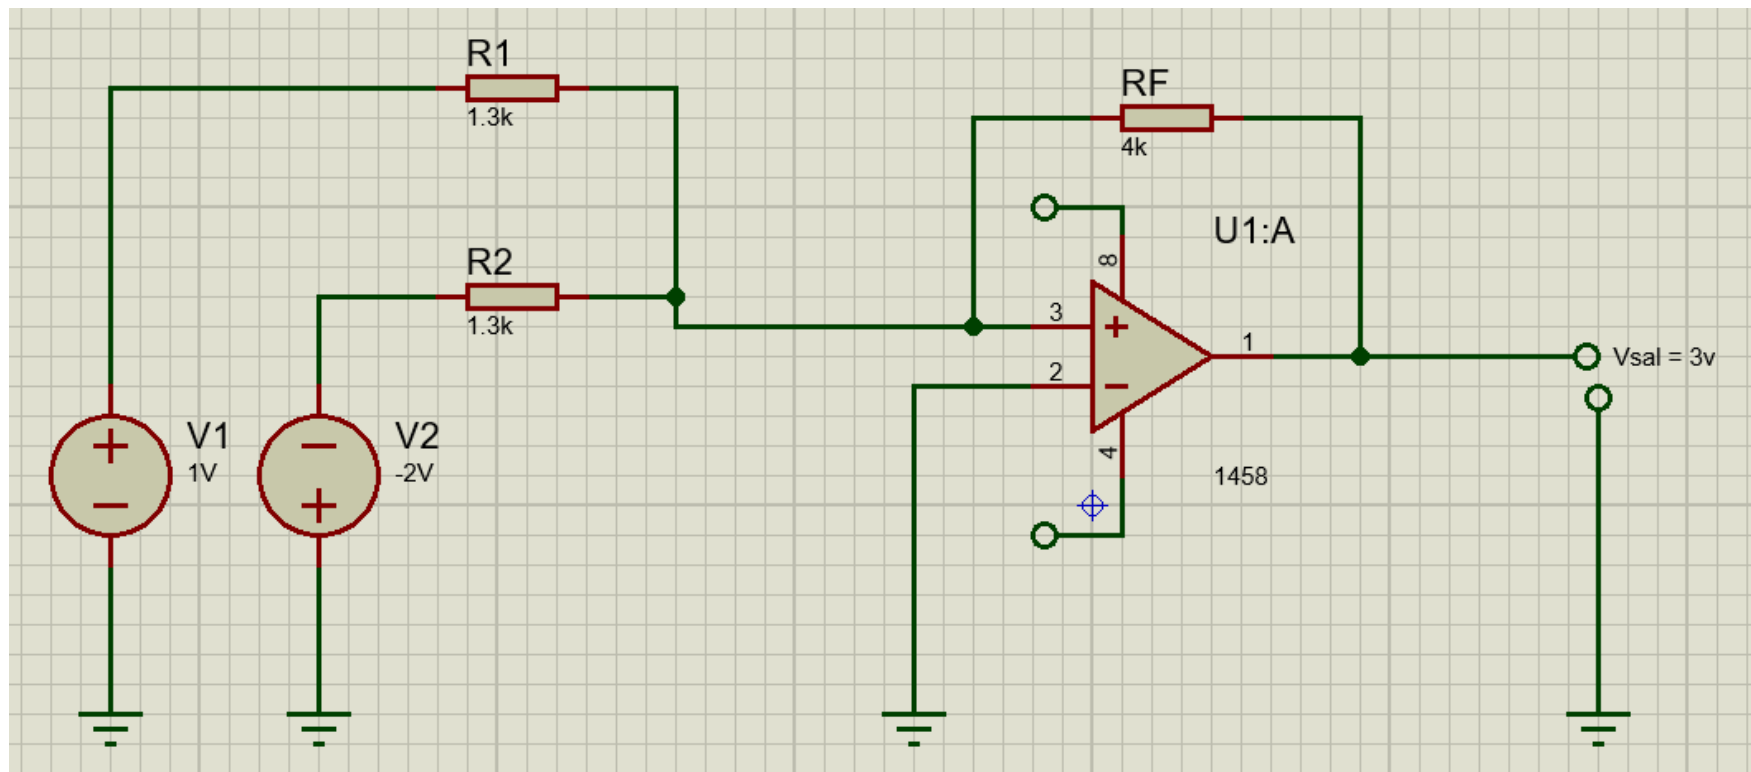 R1
1.3k
RF
4k
U1:A
8
R2
1.3k
3
+
1
2
−
Vsal = 3v
+
−
V1
1V
−
+
V2
-2V
4
1458